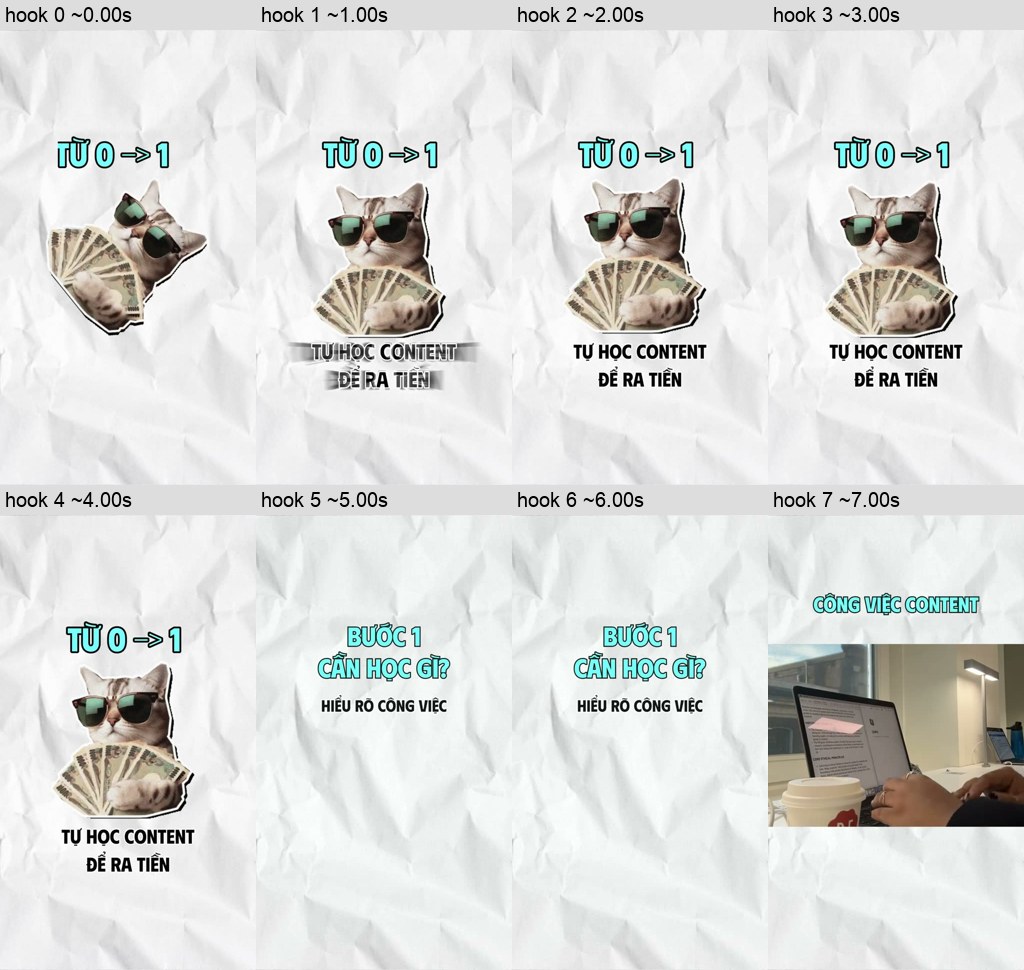 hook 0 ~0.00s
hook 1 ~1.00s
hook 2 ~2.00s
hook 3 ~3.00s
TỪ 0 -> 1
TỪ 0 -> 1
TỪ 0 -> 1
TỪ 0 -> 1
TỰ HỌC CONTENT
ĐỂ RA TIỀN
TỰ HỌC CONTENT
ĐỂ RA TIỀN
TỰ HỌC CONTENT
ĐỂ RA TIỀN
hook 4 ~4.00s
hook 5 ~5.00s
hook 6 ~6.00s
hook 7 ~7.00s
TỪ 0 -> 1
TỰ HỌC CONTENT
ĐỂ RA TIỀN
BƯỚC 1
CẦN HỌC GÌ?
HIỂU RÕ CÔNG VIỆC
BƯỚC 1
CẦN HỌC GÌ?
HIỂU RÕ CÔNG VIỆC
CÔNG VIỆC CONTENT